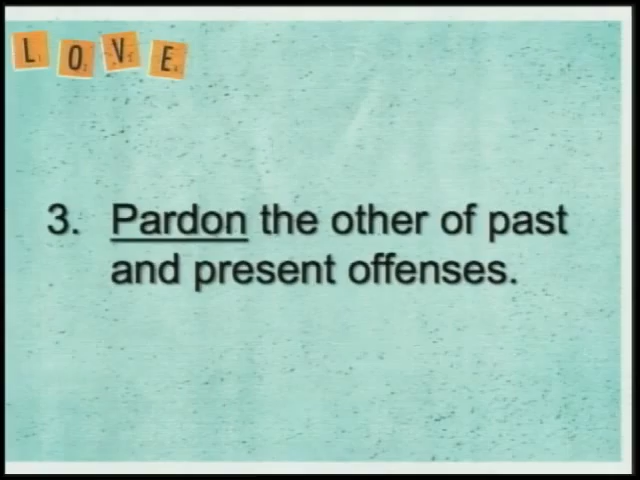 LOVE
3. Pardon the other of past
and present offenses.